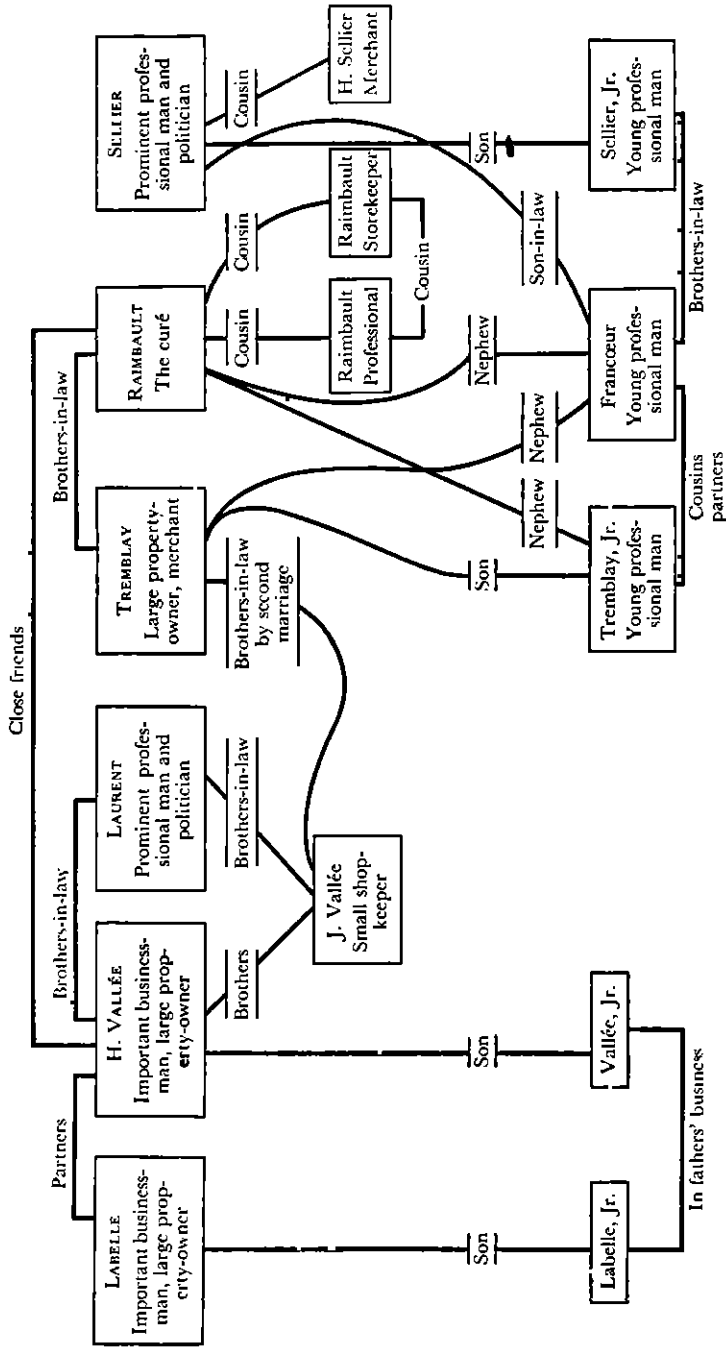 Close friends
Partners
Brothers-in-law
Brothers-in-law
LABELLE
Important business-
man, large prop-
erty-owner
H. VALLÉE
Important business-
man, large prop-
erty-owner
LAURENT
Prominent profes-
sional man and
politician
TREMBLAY
Large property-
owner, merchant
RAIMBAULT
The curé
SELLIER
Prominent profes-
sional man and
politician
Brothers
Brothers-in-law
Brothers-in-law
by second
marriage
Cousin
Cousin
Cousin
J. Vallée
Small shop-
keeper
Raimbault
Professional
Raimbault
Storekeeper
H. Sellier
Merchant
Cousin
Son
Son
Son
Nephew
Nephew
Nephew
Son-in-law
Son
Labelle, Jr.
Vallée, Jr.
Tremblay, Jr.
Young profes-
sional man
Francœur
Young profes-
sional man
Sellier, Jr.
Young profes-
sional man
In fathers' business
Cousins
partners
Brothers-in-law